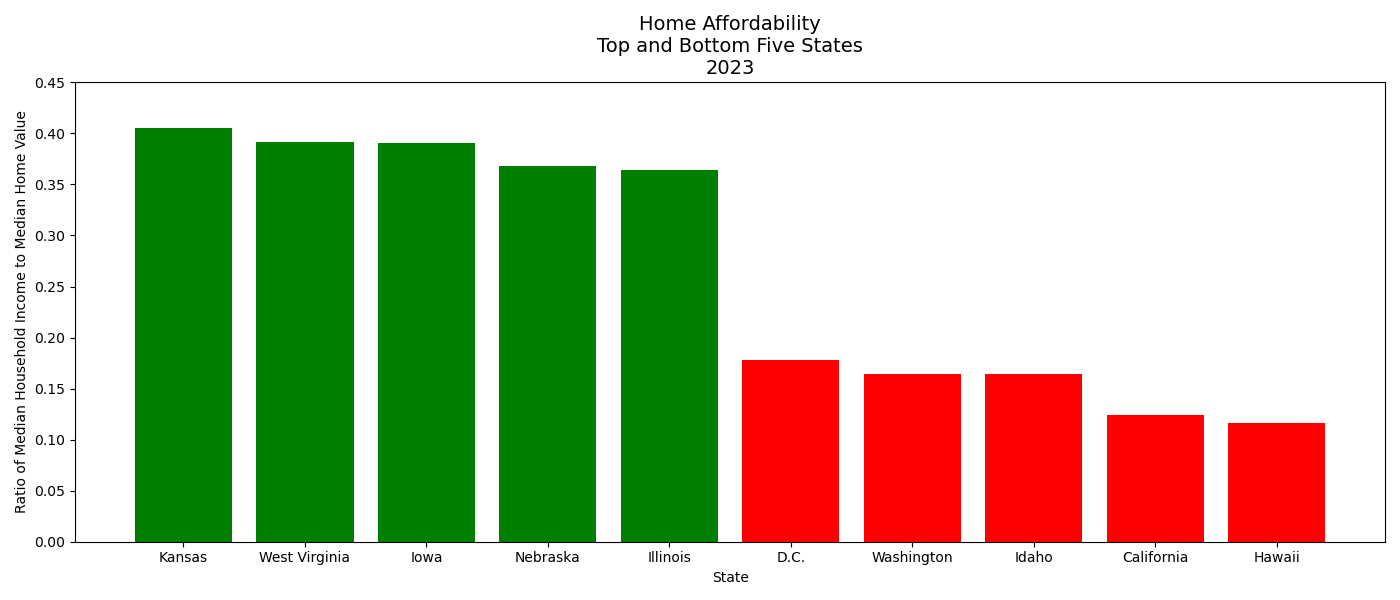 Home Affordability
Top and Bottom Five States
2023
Ratio of Median Household Income to Median Home Value
0.45
0.40
0.35
0.30
0.25
0.20
0.15
0.10
0.05
0.00
Kansas West Virginia Iowa Nebraska Illinois D.C. Washington Idaho California Hawaii
State